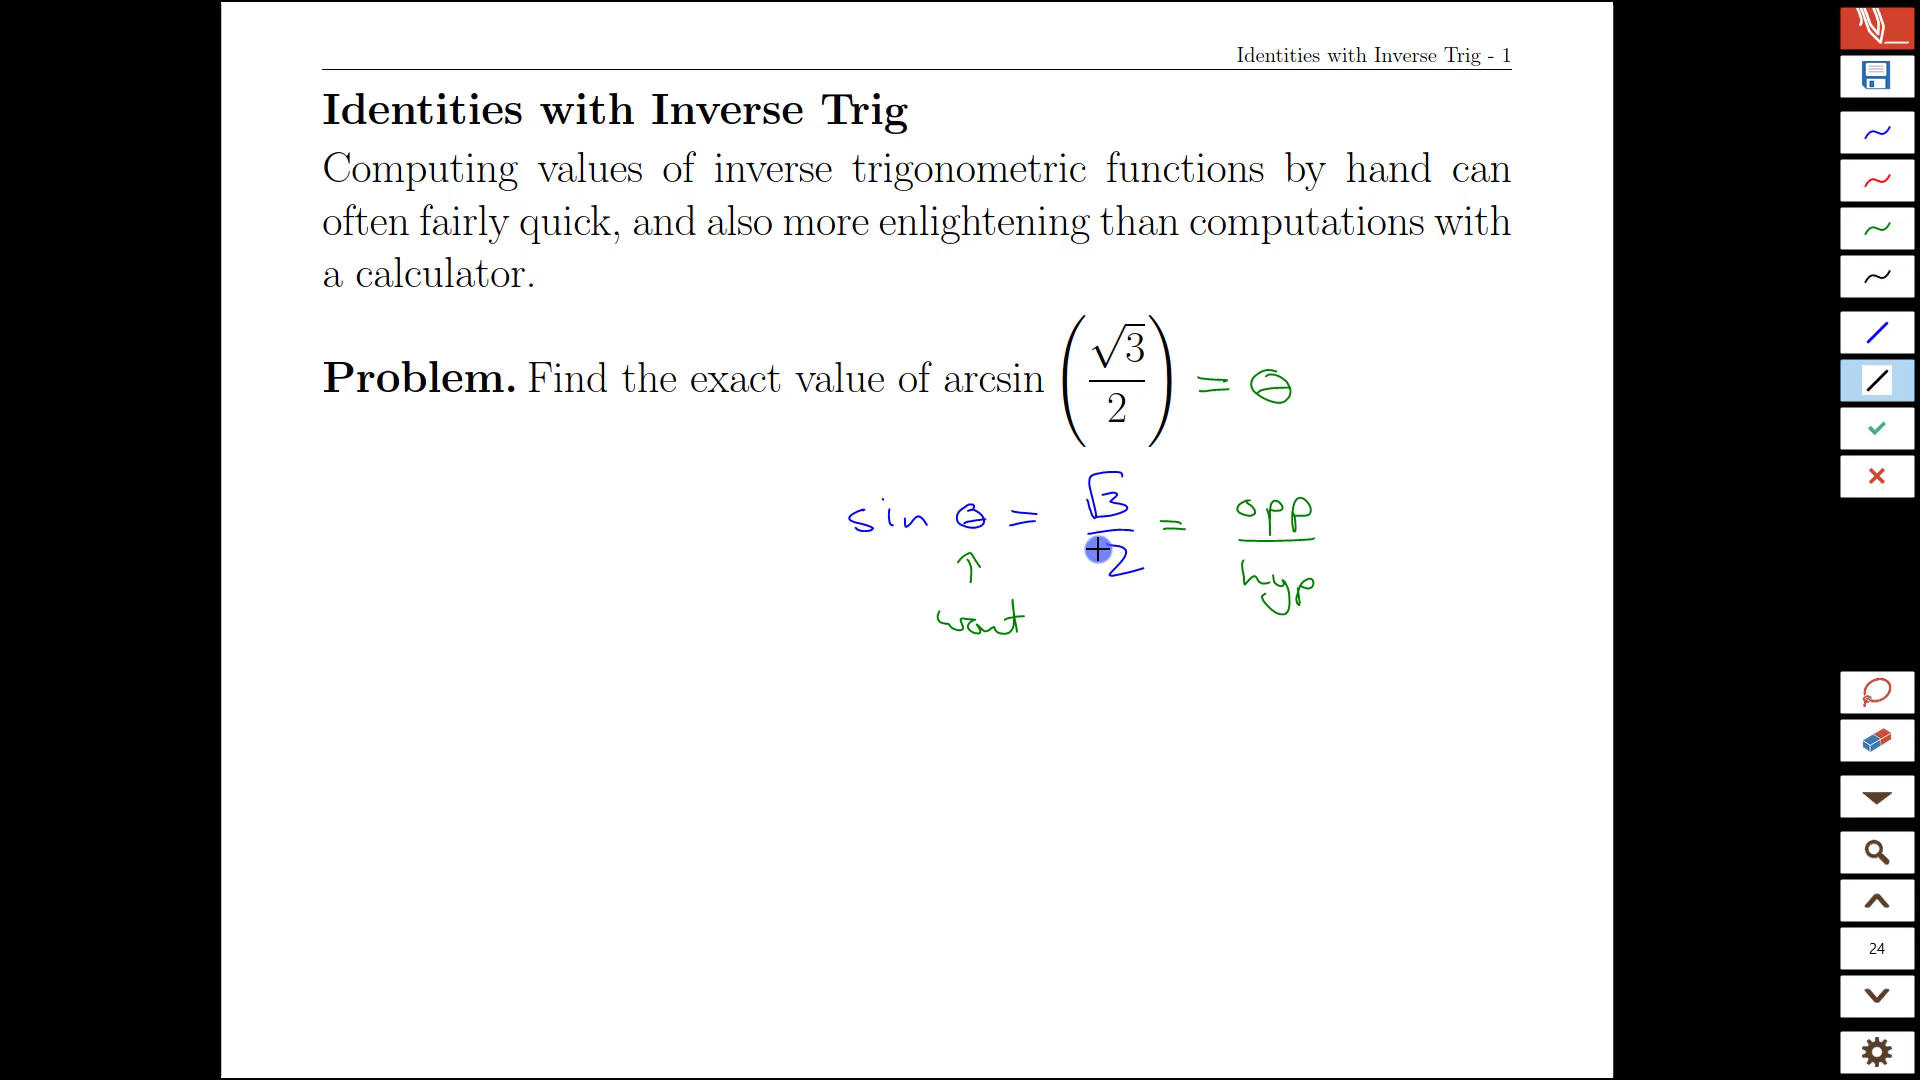 Identities with Inverse Trig - 1
Identities with Inverse Trig
Computing values of inverse trigonometric functions by hand can
often fairly quick, and also more enlightening than computations with
a calculator.
Problem. Find the exact value of arcsin (√3/2) = θ
sin θ = √3/2 = opp/hyp
↑
want
24